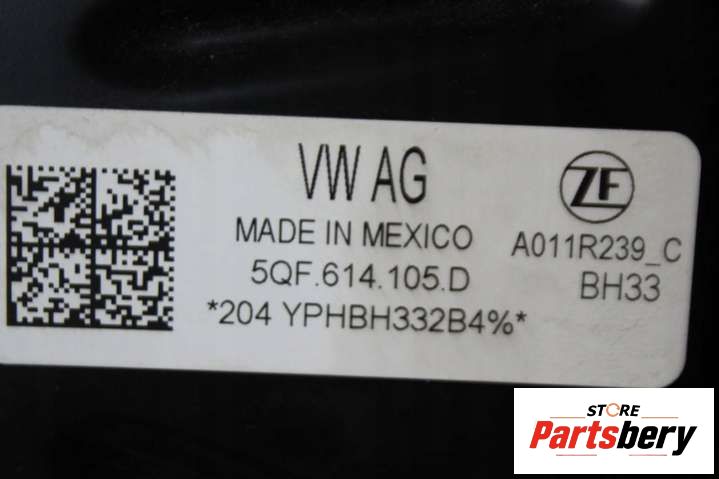 VW AG
MADE IN MEXICO
5QF.614.105.D
*204 YPHBH332B4%*
ZF
A011R239_C
BH33
STORE
Partsbery